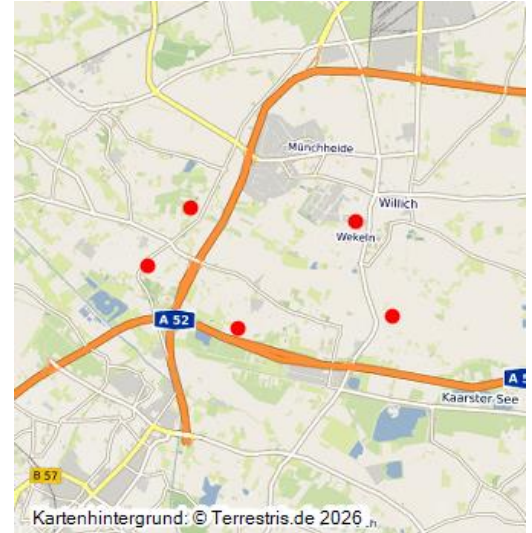 Münchheide
Willich
Wekeln
A 52
A 5
Kaarster See
B 57
Kartenhintergrund: © Terrestris.de 2026